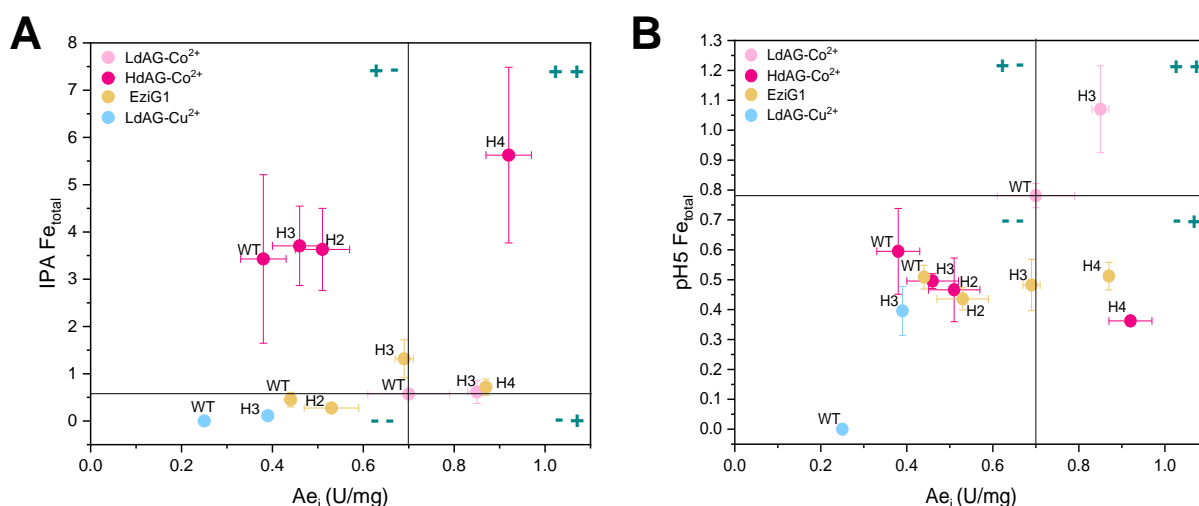 A
IPA Fe_total
8
7
6
5
4
3
2
1
0
LdAG-Co²⁺
HdAG-Co²⁺
EziG1
LdAG-Cu²⁺
+ -
+ +
H4
WT
H3
H2
H3
WT
H3
H4
WT
H2
WT
H3
- -
- +
0.0 0.2 0.4 0.6 0.8 1.0
Ae_i (U/mg)
B
pH5 Fe_total
1.3
1.2
1.1
1.0
0.9
0.8
0.7
0.6
0.5
0.4
0.3
0.2
0.1
0.0
LdAG-Co²⁺
HdAG-Co²⁺
EziG1
LdAG-Cu²⁺
+ -
+ +
H3
WT
- -
- +
WT
WT
H3
H2
H3
H4
H3
H2
H4
WT
0.0 0.2 0.4 0.6 0.8 1.0
Ae_i (U/mg)